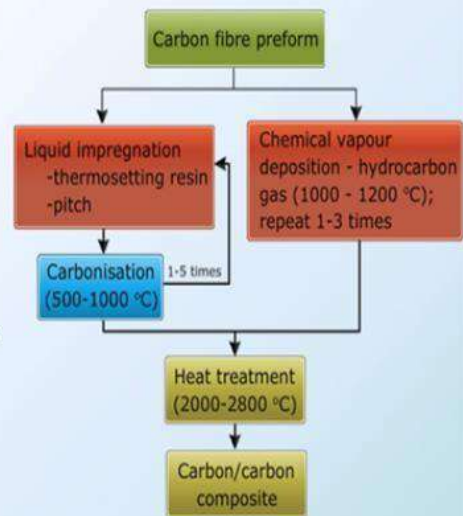 Carbon fibre preform
Liquid impregnation
-thermosetting resin
-pitch
Chemical vapour
deposition - hydrocarbon
gas (1000 - 1200 °C);
repeat 1-3 times
Carbonisation
(500-1000 °C)
1-5 times
Heat treatment
(2000-2800 °C)
Carbon/carbon
composite